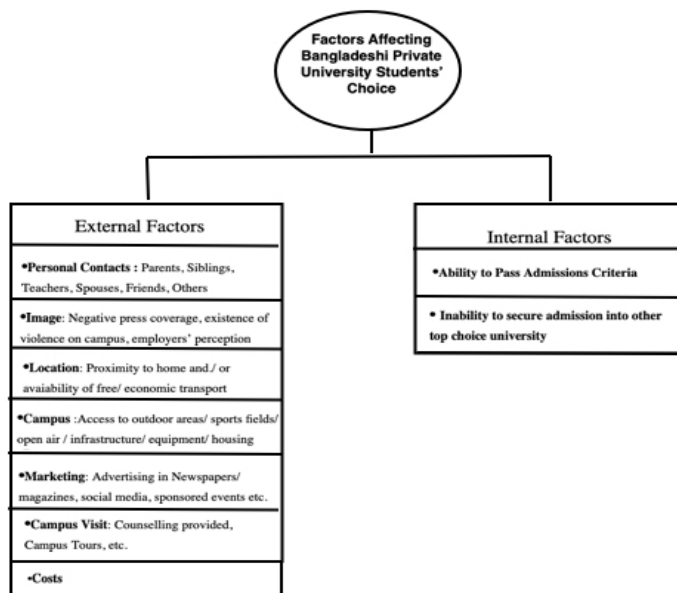 Factors Affecting
Bangladeshi Private
University Students'
Choice
External Factors
•Personal Contacts : Parents, Siblings,
Teachers, Spouses, Friends, Others
•Image: Negative press coverage, existence of
violence on campus, employers' perception
•Location: Proximity to home and./ or
avaiability of free/ economic transport
•Campus :Access to outdoor areas/ sports fields/
open air / infrastructure/ equipment/ housing
•Marketing: Advertising in Newspapers/
magazines, social media, sponsored events etc.
•Campus Visit: Counselling provided,
Campus Tours, etc.
•Costs
Internal Factors
•Ability to Pass Admissions Criteria
• Inability to secure admission into other
top choice university